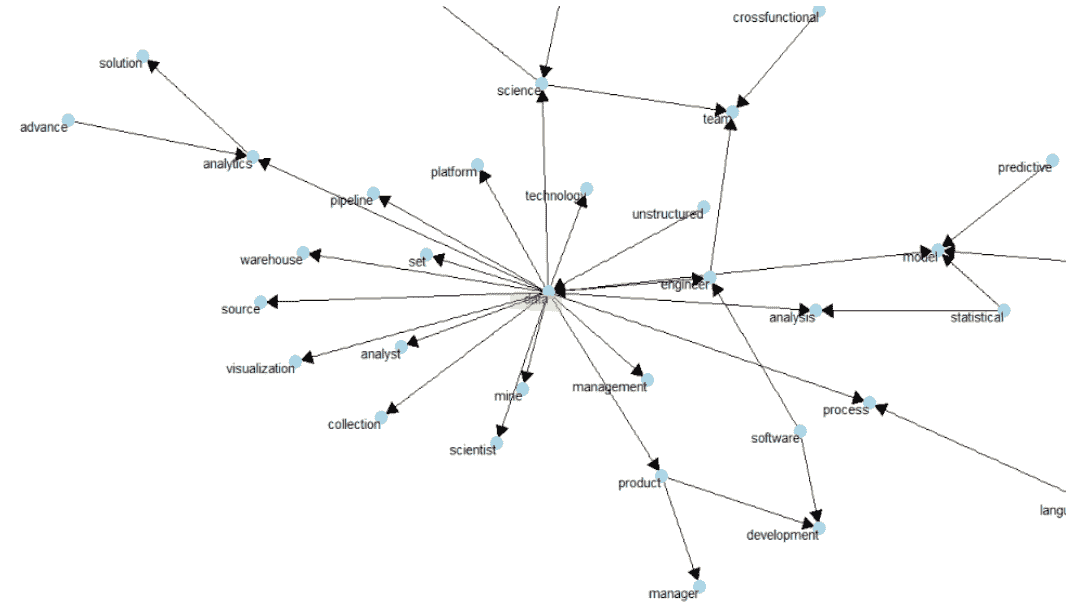 crossfunctional
solution
science
team
advance
analytics
platform
predictive
technology
pipeline
unstructured
warehouse
set
model
engineer
data
source
analysis
statistical
analyst
visualization
management
mine
process
collection
software
scientist
product
langu
development
manager